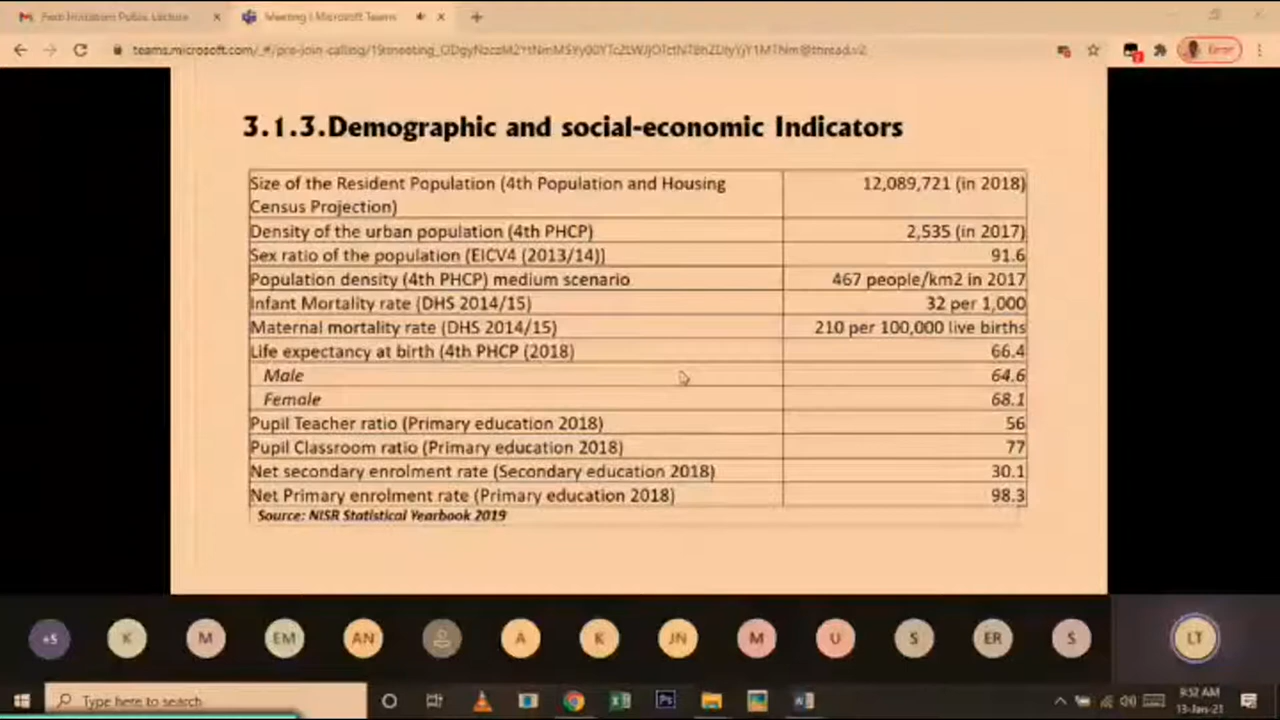 Meeting | Microsoft Teams
3.1.3.Demographic and social-economic Indicators
Size of the Resident Population (4th Population and Housing Census Projection) 12,089,721 (in 2018)
Density of the urban population (4th PHCP) 2,535 (in 2017)
Sex ratio of the population (EICV4 (2013/14)) 91.6
Population density (4th PHCP) medium scenario 467 people/km2 in 2017
Infant Mortality rate (DHS 2014/15) 32 per 1,000
Maternal mortality rate (DHS 2014/15) 210 per 100,000 live births
Life expectancy at birth (4th PHCP (2018) 66.4
Male 64.6
Female 68.1
Pupil Teacher ratio (Primary education 2018) 56
Pupil Classroom ratio (Primary education 2018) 77
Net secondary enrolment rate (Secondary education 2018) 30.1
Net Primary enrolment rate (Primary education 2018) 98.3
Source: NISR Statistical Yearbook 2019
+5 K M EM AN A K JN M U S ER S LT
Type here to search
9:52 AM
13-Jan-21